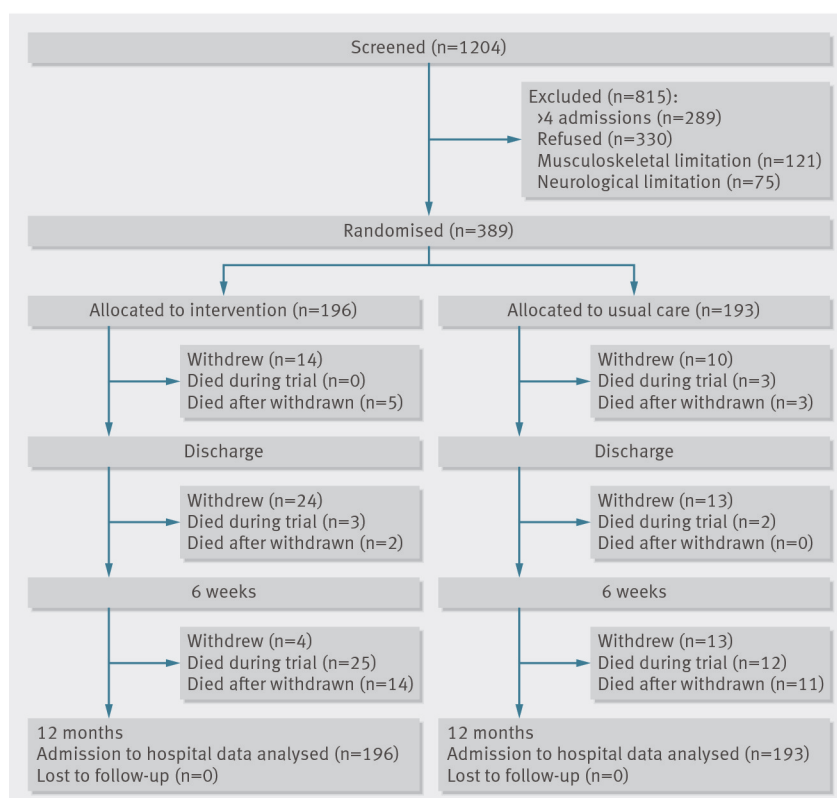 Screened (n=1204)
Excluded (n=815):
>4 admissions (n=289)
Refused (n=330)
Musculoskeletal limitation (n=121)
Neurological limitation (n=75)
Randomised (n=389)
Allocated to intervention (n=196)
Allocated to usual care (n=193)
Withdrew (n=14)
Died during trial (n=0)
Died after withdrawn (n=5)
Withdrew (n=10)
Died during trial (n=3)
Died after withdrawn (n=3)
Discharge
Discharge
Withdrew (n=24)
Died during trial (n=3)
Died after withdrawn (n=2)
Withdrew (n=13)
Died during trial (n=2)
Died after withdrawn (n=0)
6 weeks
6 weeks
Withdrew (n=4)
Died during trial (n=25)
Died after withdrawn (n=14)
Withdrew (n=13)
Died during trial (n=12)
Died after withdrawn (n=11)
12 months
Admission to hospital data analysed (n=196)
Lost to follow-up (n=0)
12 months
Admission to hospital data analysed (n=193)
Lost to follow-up (n=0)